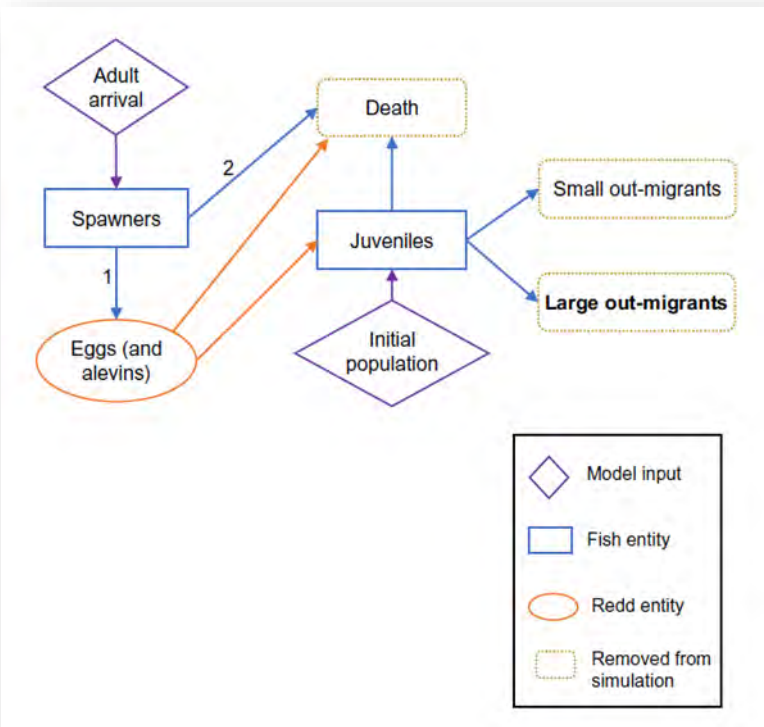 Adult
arrival
Death
2
Spawners
Small out-migrants
Juveniles
1
Large out-migrants
Eggs (and
alevins)
Initial
population
Model input
Fish entity
Redd entity
Removed from
simulation